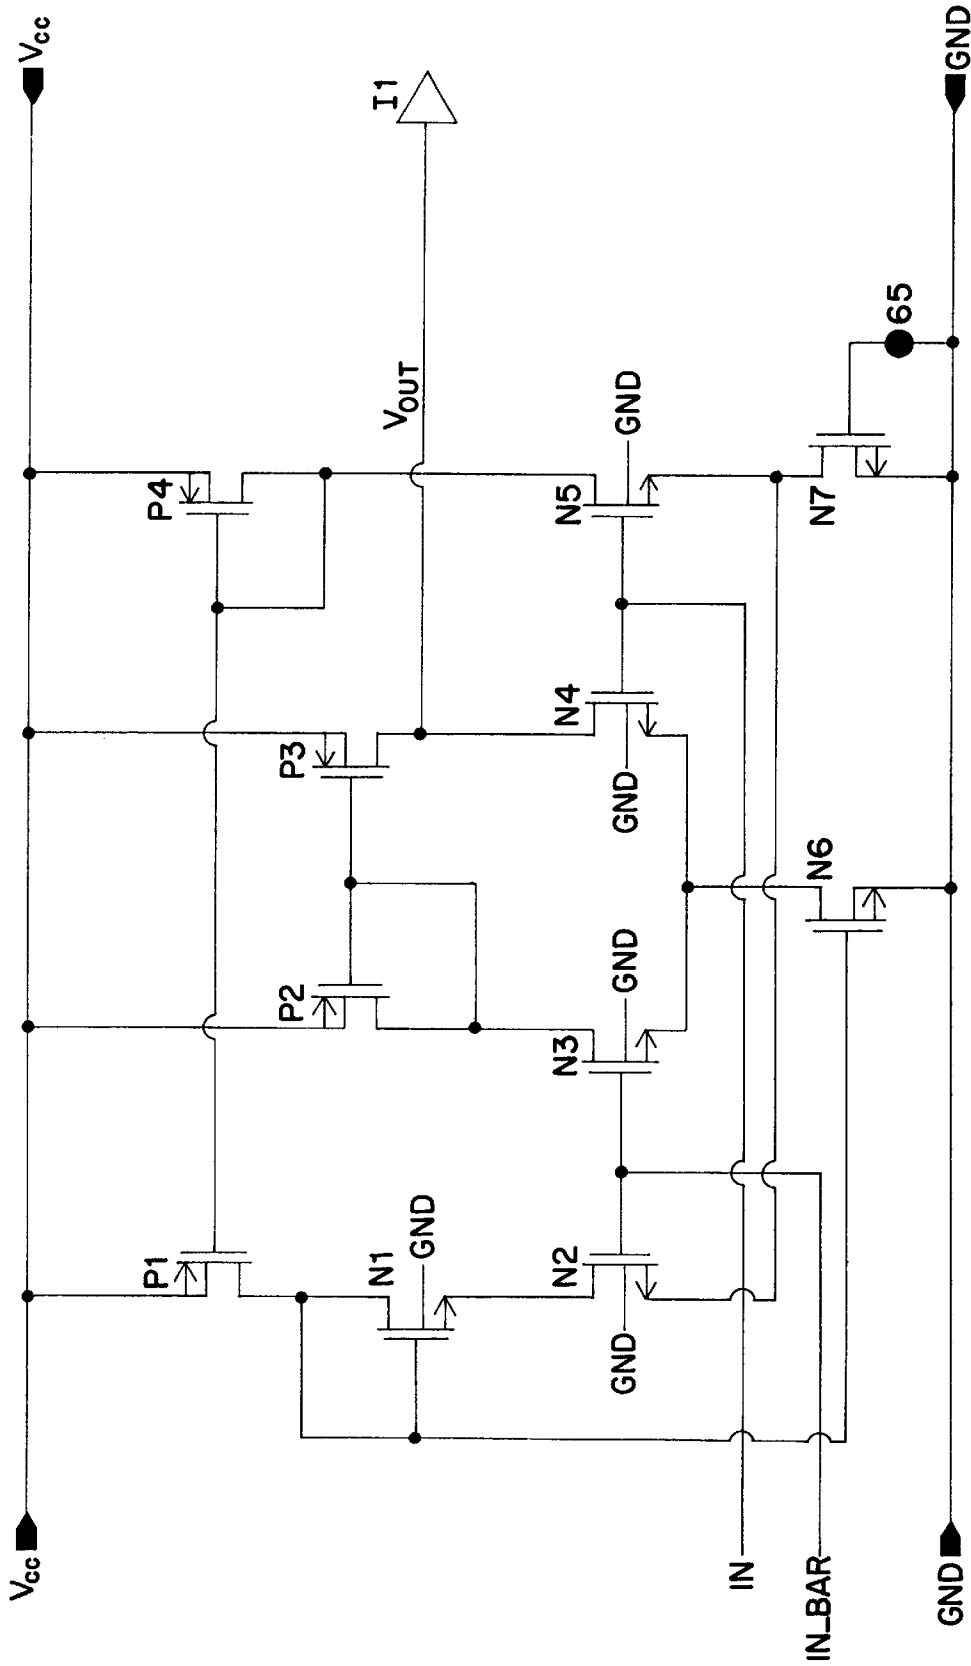 Vcc
Vcc
P1
P4
P2
P3
I1
VOUT
N1
GND
N2
GND
N3
GND
N4
GND
N5
GND
IN
IN_BAR
N6
N7
65
GND
GND